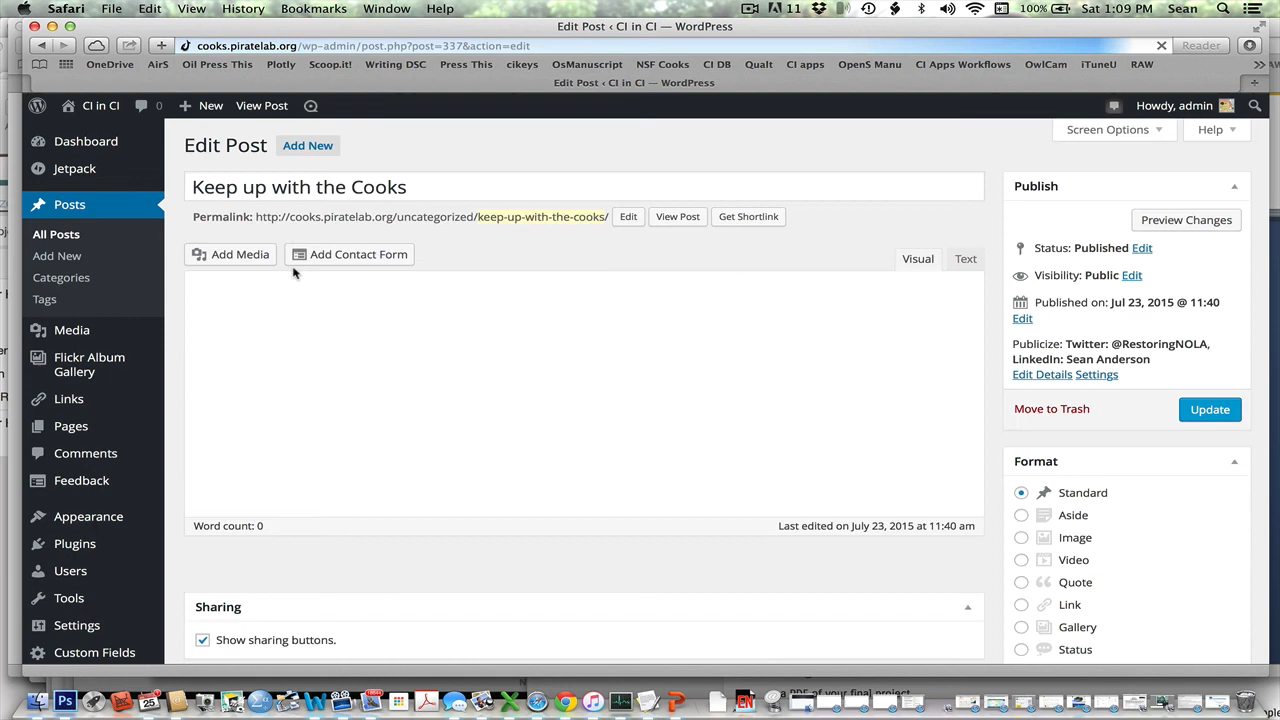 Safari File Edit View History Bookmarks Window Help 11 100% Sat 1:09 PM Sean
Edit Post ‹ CI in CI — WordPress
cooks.piratelab.org/wp-admin/post.php?post=337&action=edit Reader
OneDrive AirS Oil Press This Plotly Scoop.it! Writing DSC Press This cikeys OsManuscript NSF Cooks CI DB Qualt CI apps OpenS Manu CI Apps Workflows OwlCam iTuneU RAW
Edit Post ‹ CI in CI — WordPress
CI in CI 0 New View Post Howdy, admin
Screen Options Help
Dashboard
Jetpack
Posts
All Posts
Add New
Categories
Tags
Media
Flickr Album
Gallery
Links
Pages
Comments
Feedback
Appearance
Plugins
Users
Tools
Settings
Custom Fields
Edit Post Add New
Keep up with the Cooks
Permalink: http://cooks.piratelab.org/uncategorized/keep-up-with-the-cooks/ Edit View Post Get Shortlink
Add Media Add Contact Form Visual Text
Word count: 0 Last edited on July 23, 2015 at 11:40 am
Sharing
Show sharing buttons.
Publish
Preview Changes
Status: Published Edit
Visibility: Public Edit
Published on: Jul 23, 2015 @ 11:40
Edit
Publicize: Twitter: @RestoringNOLA,
LinkedIn: Sean Anderson
Edit Details Settings
Move to Trash Update
Format
Standard
Aside
Image
Video
Quote
Link
Gallery
Status